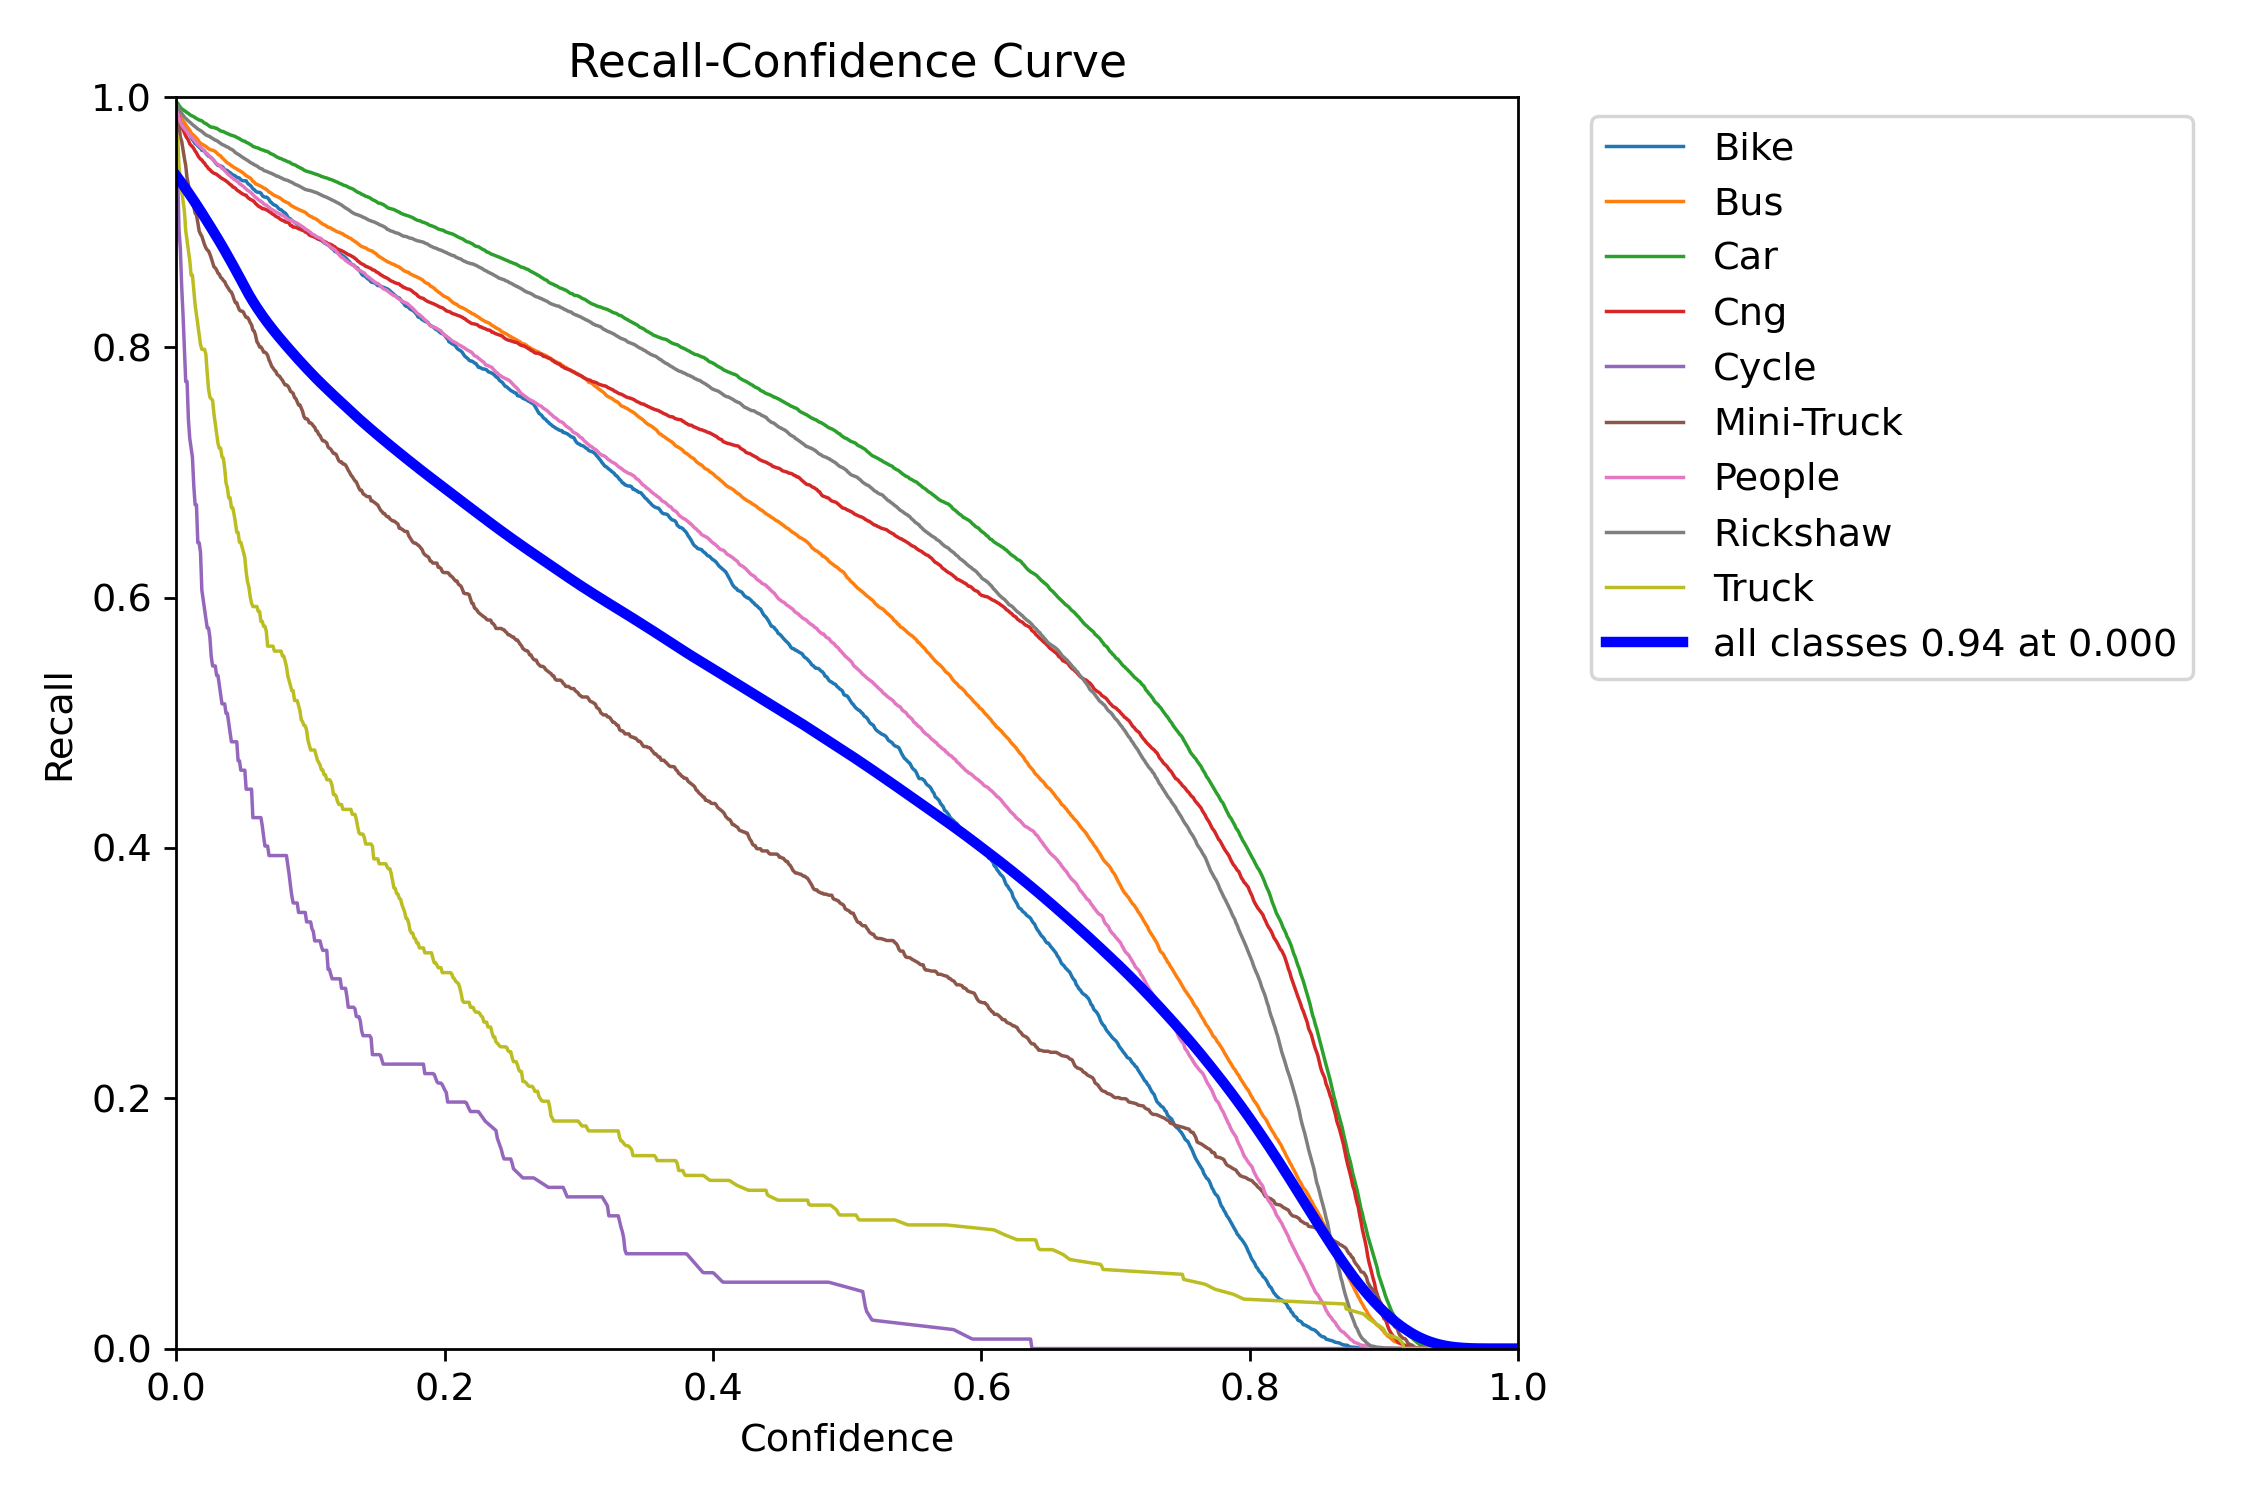 Recall-Confidence Curve
1.0
0.8
0.6
0.4
0.2
0.0
Recall
0.0 0.2 0.4 0.6 0.8 1.0
Confidence
Bike
Bus
Car
Cng
Cycle
Mini-Truck
People
Rickshaw
Truck
all classes 0.94 at 0.000